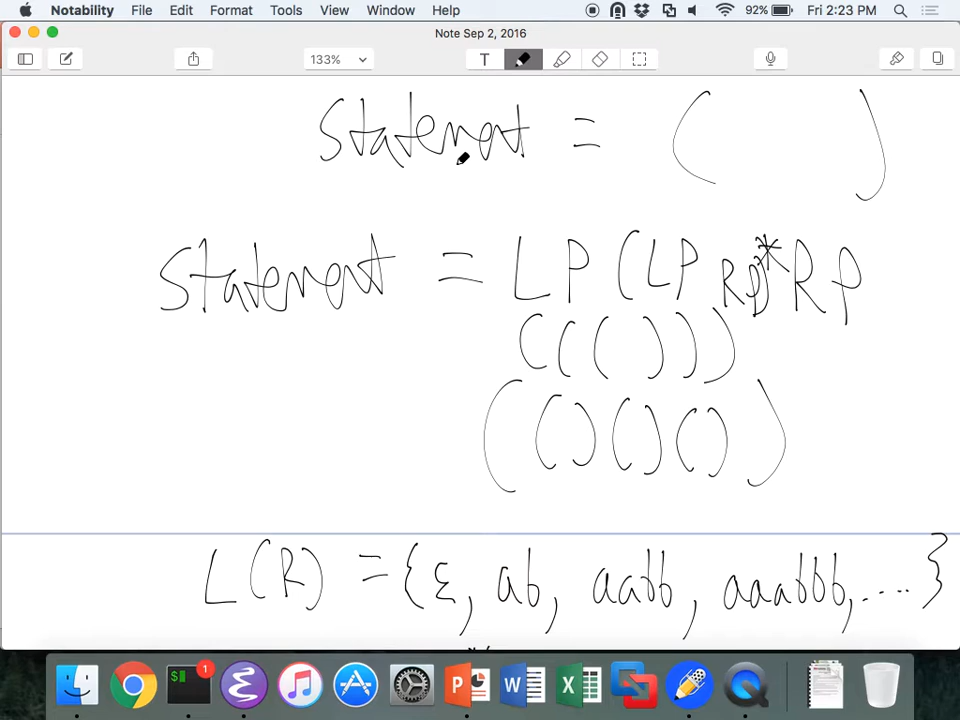 Notability File Edit Format Tools View Window Help 92% Fri 2:23 PM
Note Sep 2, 2016
133% T
Statement = ( )
Statement = LP (LP RP)* RP
((( )))
( () () () )
L(R) = {ε, ab, aabb, aaabbb, ....}
1
$
W
X